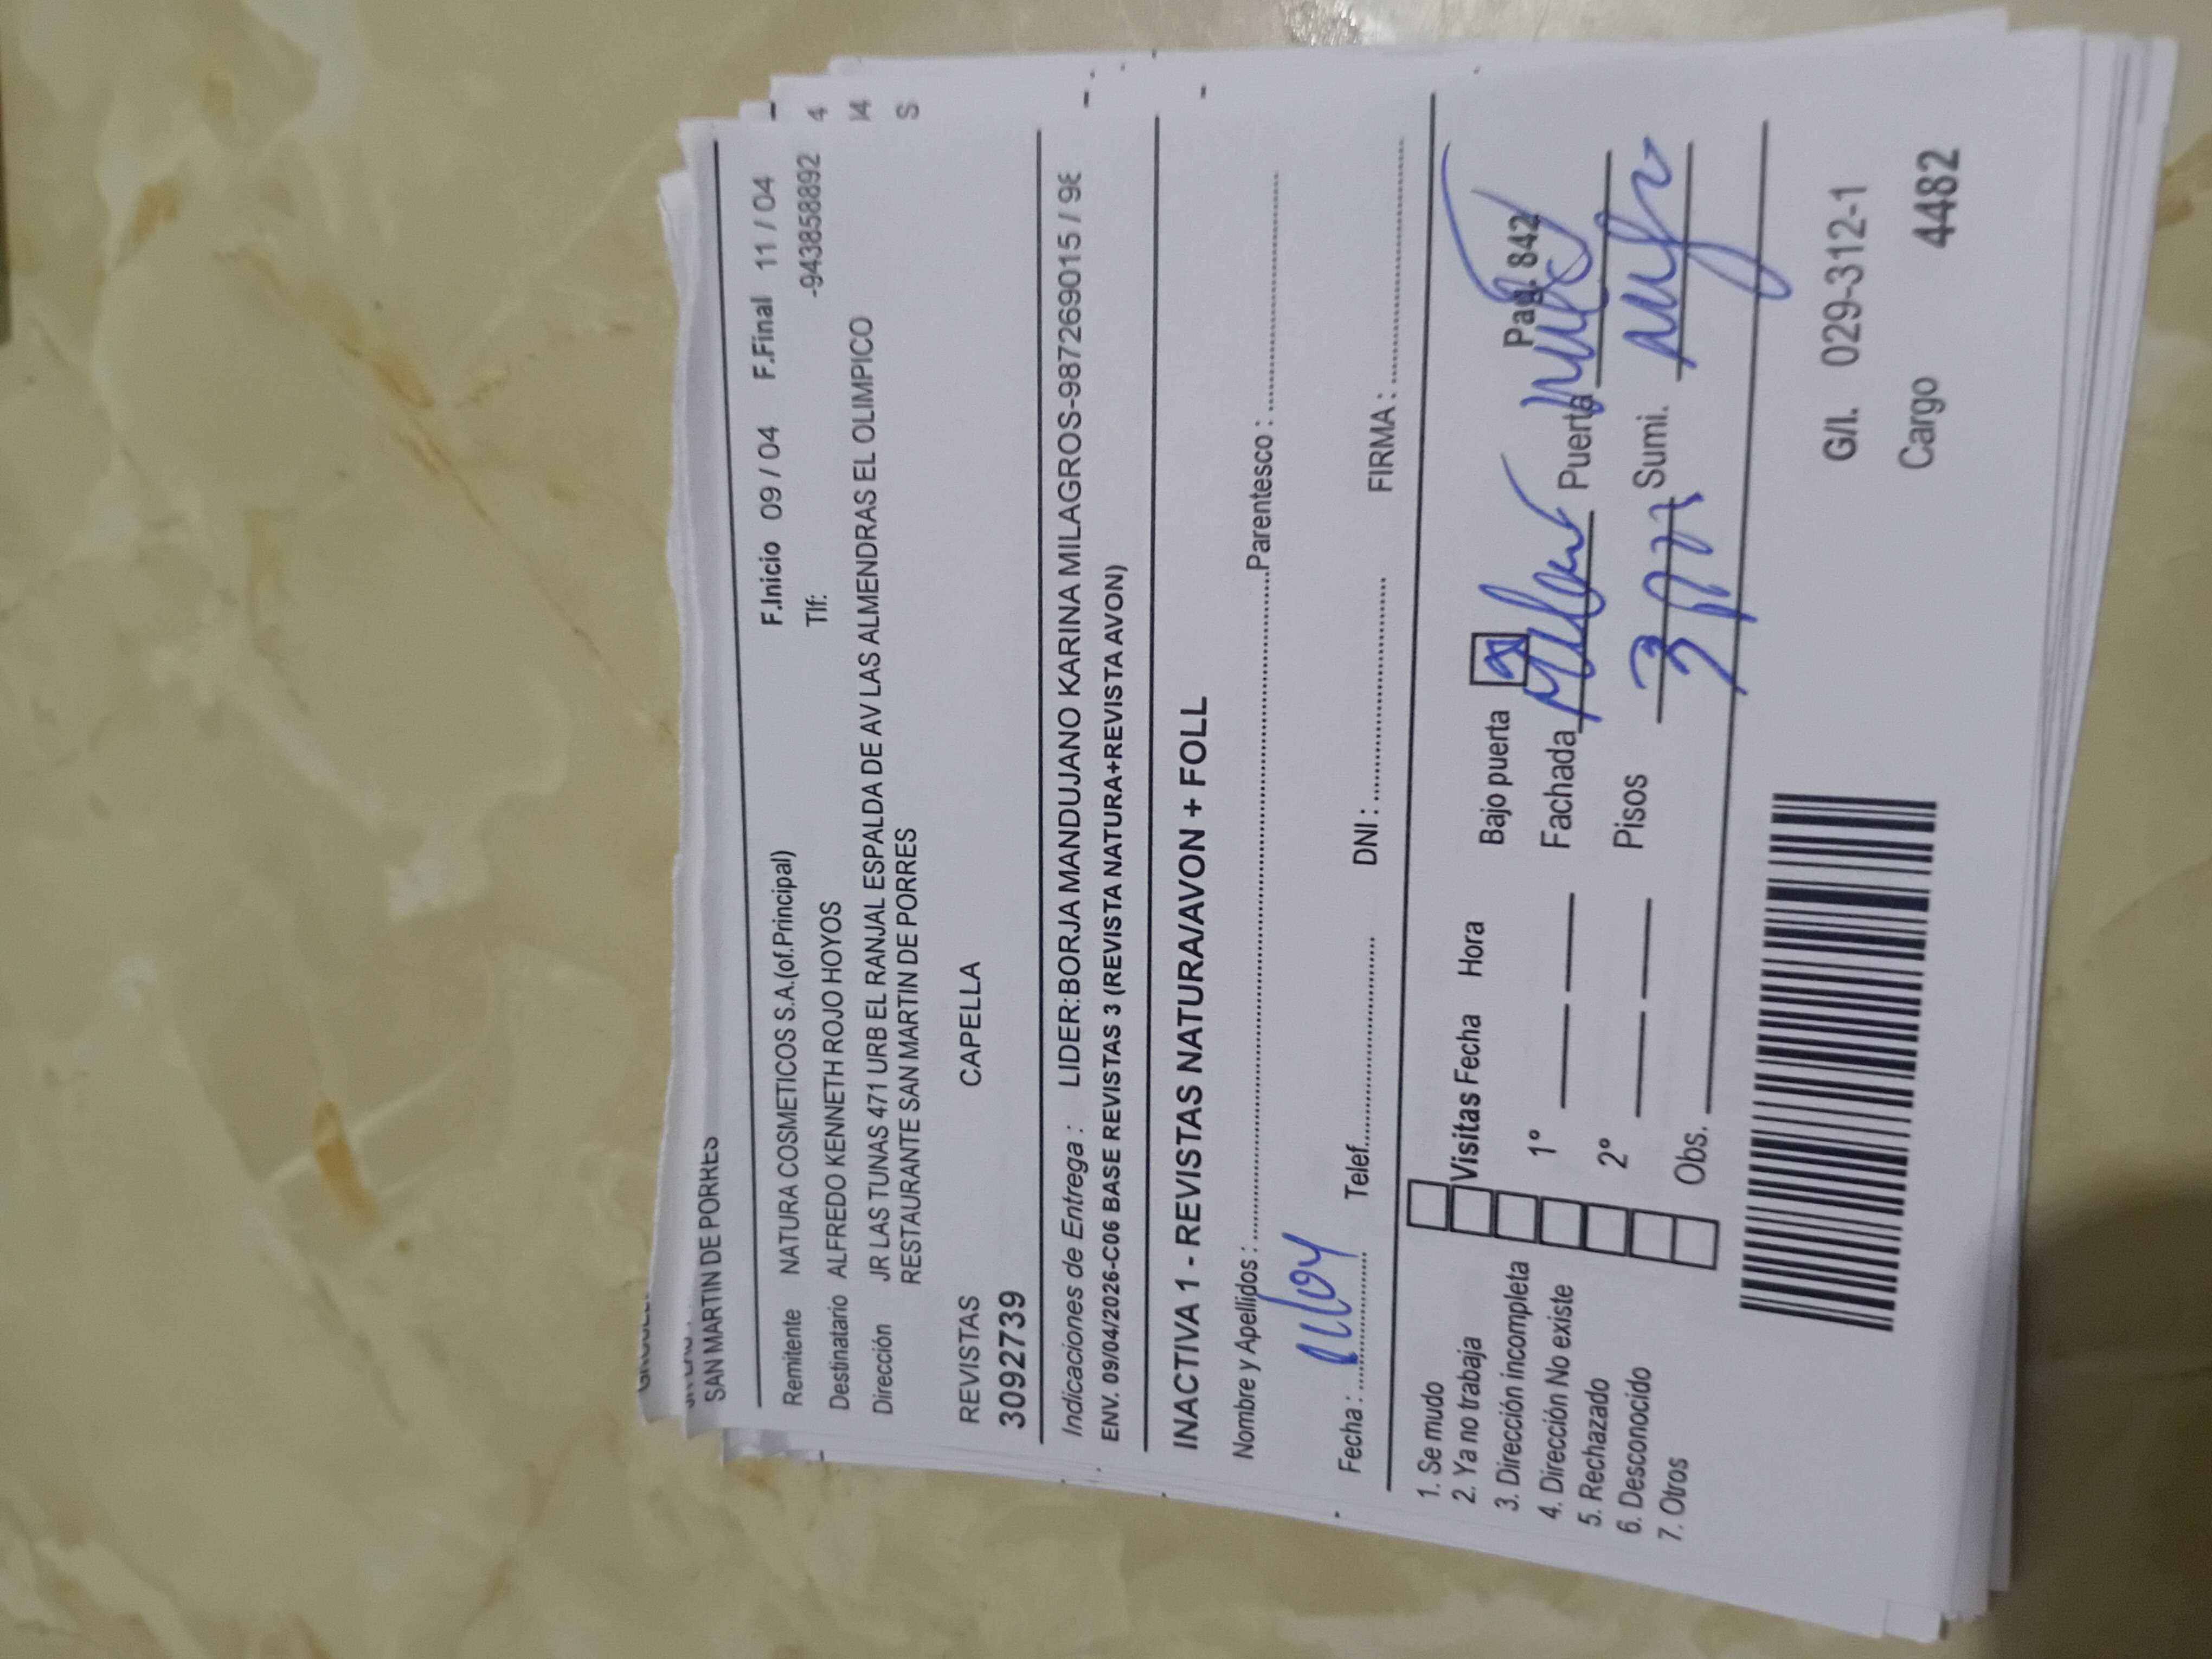 SAN MARTIN DE PORRES
F.Inicio 09 / 04 F.Final 11 / 04
Remitente NATURA COSMETICOS S.A.(of.Principal) Tlf: -943858892 4
Destinatario ALFREDO KENNETH ROJO HOYOS 14
Dirección JR LAS TUNAS 471 URB EL RANJAL ESPALDA DE AV LAS ALMENDRAS EL OLIMPICO S
RESTAURANTE SAN MARTIN DE PORRES
REVISTAS CAPELLA
3092739
Indicaciones de Entrega : LIDER:BORJA MANDUJANO KARINA MILAGROS-987269015 / 98
ENV. 09/04/2026-C06 BASE REVISTAS 3 (REVISTA NATURA+REVISTA AVON)
INACTIVA 1 - REVISTAS NATURA/AVON + FOLL
Nombre y Apellidos : Parentesco :
Fecha : 11/04 Telef. DNI : FIRMA :
1. Se mudo
2. Ya no trabaja Visitas Fecha Hora Bajo puerta Pag. 842
3. Dirección incompleta 1º Fachada Puerta
4. Dirección No existe
5. Rechazado 2º Pisos 3 Sumi.
6. Desconocido
7. Otros Obs.
G/I. 029-312-1
Cargo 4482